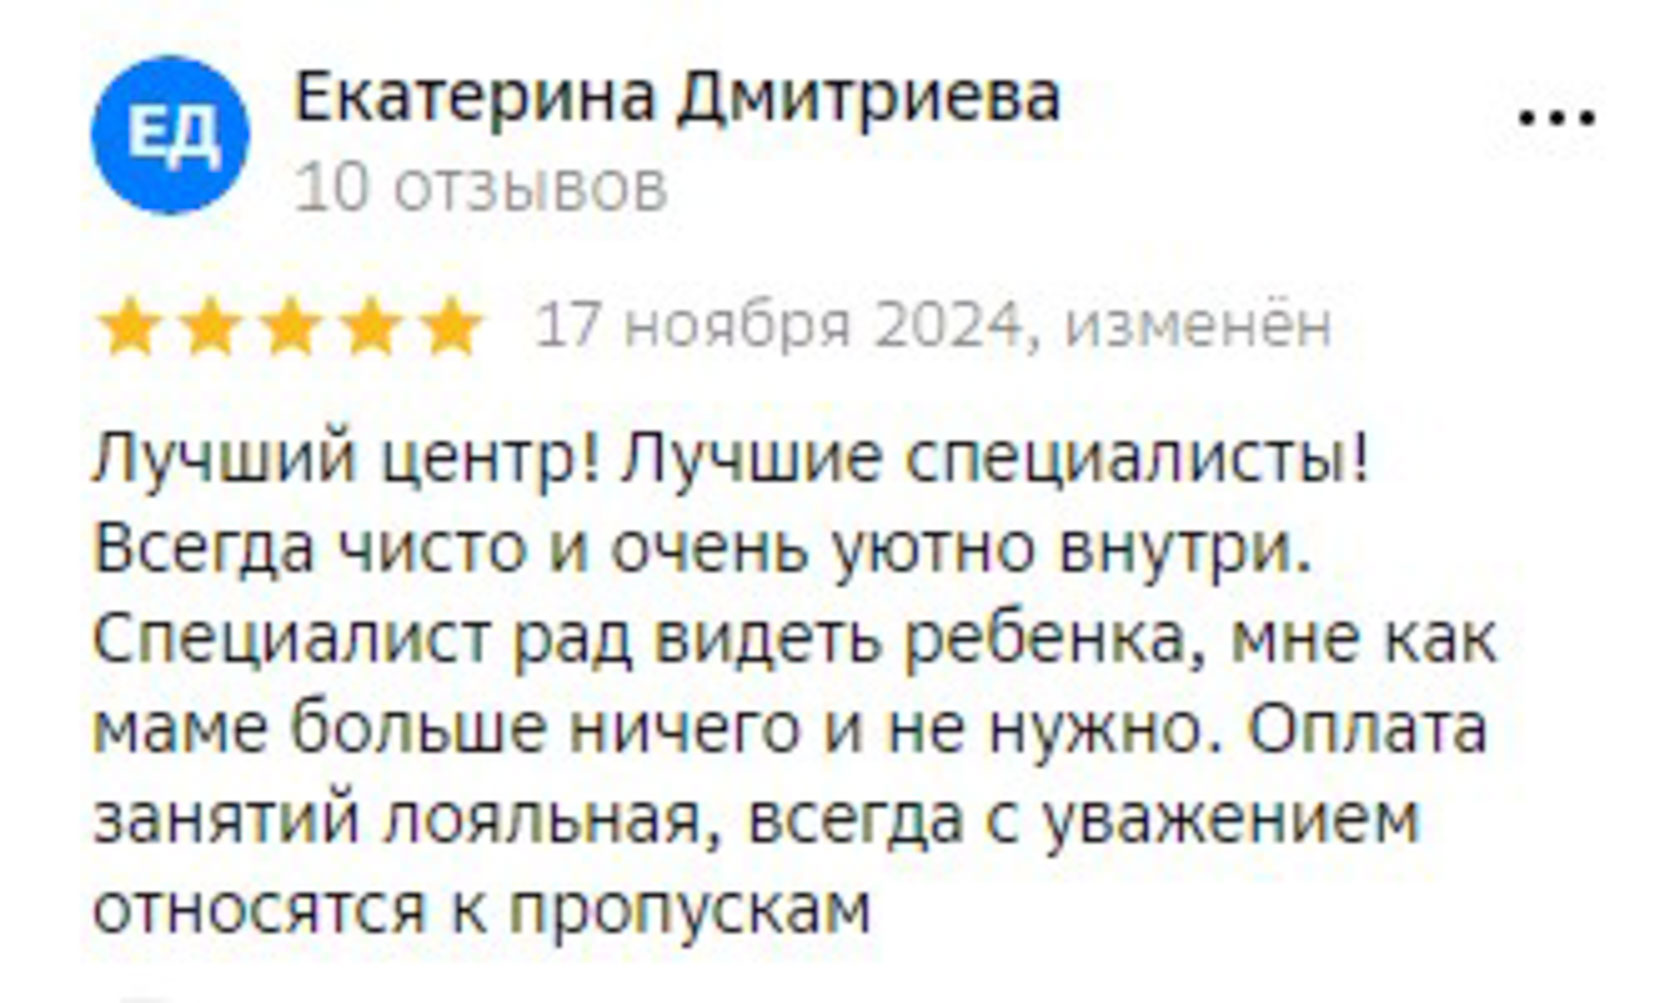 ЕД
Екатерина Дмитриева
...
10 отзывов
17 ноября 2024, изменён
Лучший центр! Лучшие специалисты!
Всегда чисто и очень уютно внутри.
Специалист рад видеть ребенка, мне как
маме больше ничего и не нужно. Оплата
занятий лояльная, всегда с уважением
относятся к пропускам